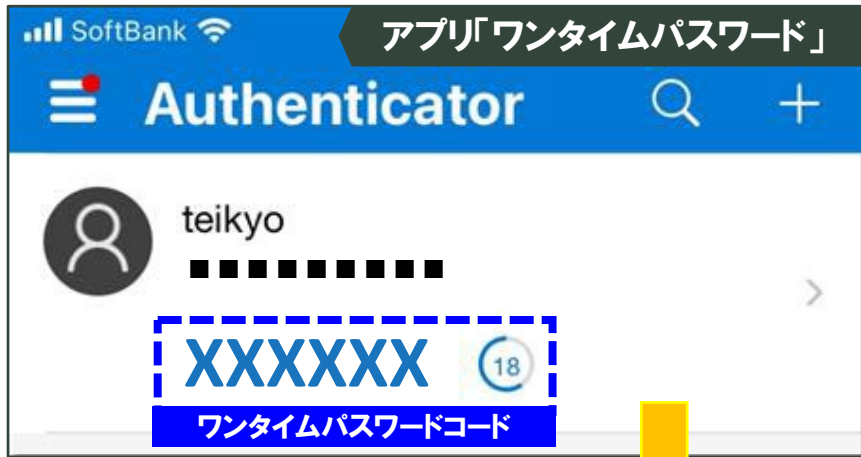 SoftBank
アプリ「ワンタイムパスワード」
Authenticator
teikyo
■■■■■■■■■
XXXXXX 18
ワンタイムパスワードコード